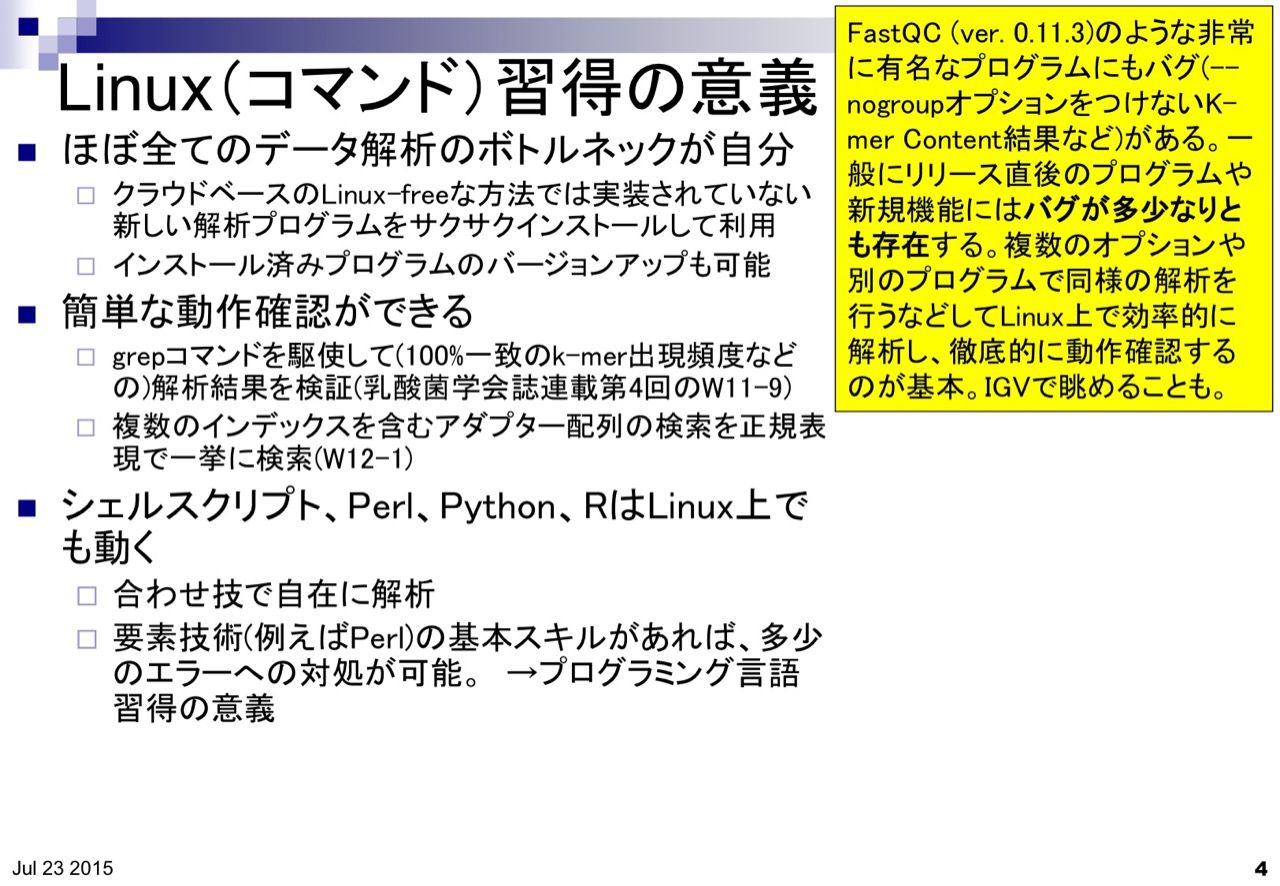 Linux(コマンド)習得の意義
■ ほぼ全てのデータ解析のボトルネックが自分
□ クラウドベースのLinux-freeな方法では実装されていない
新しい解析プログラムをサクサクインストールして利用
□ インストール済みプログラムのバージョンアップも可能
■ 簡単な動作確認ができる
□ grepコマンドを駆使して(100%一致のk-mer出現頻度など
の)解析結果を検証(乳酸菌学会誌連載第4回のW11-9)
□ 複数のインデックスを含むアダプター配列の検索を正規表
現で一挙に検索(W12-1)
■ シェルスクリプト、Perl、Python、RはLinux上で
も動く
□ 合わせ技で自在に解析
□ 要素技術(例えばPerl)の基本スキルがあれば、多少
のエラーへの対処が可能。 →プログラミング言語
習得の意義
FastQC (ver. 0.11.3)のような非常
に有名なプログラムにもバグ(--
nogroupオプションをつけないK-
mer Content結果など)がある。一
般にリリース直後のプログラムや
新規機能にはバグが多少なりと
も存在する。複数のオプションや
別のプログラムで同様の解析を
行うなどしてLinux上で効率的に
解析し、徹底的に動作確認する
のが基本。IGVで眺めることも。
Jul 23 2015
4